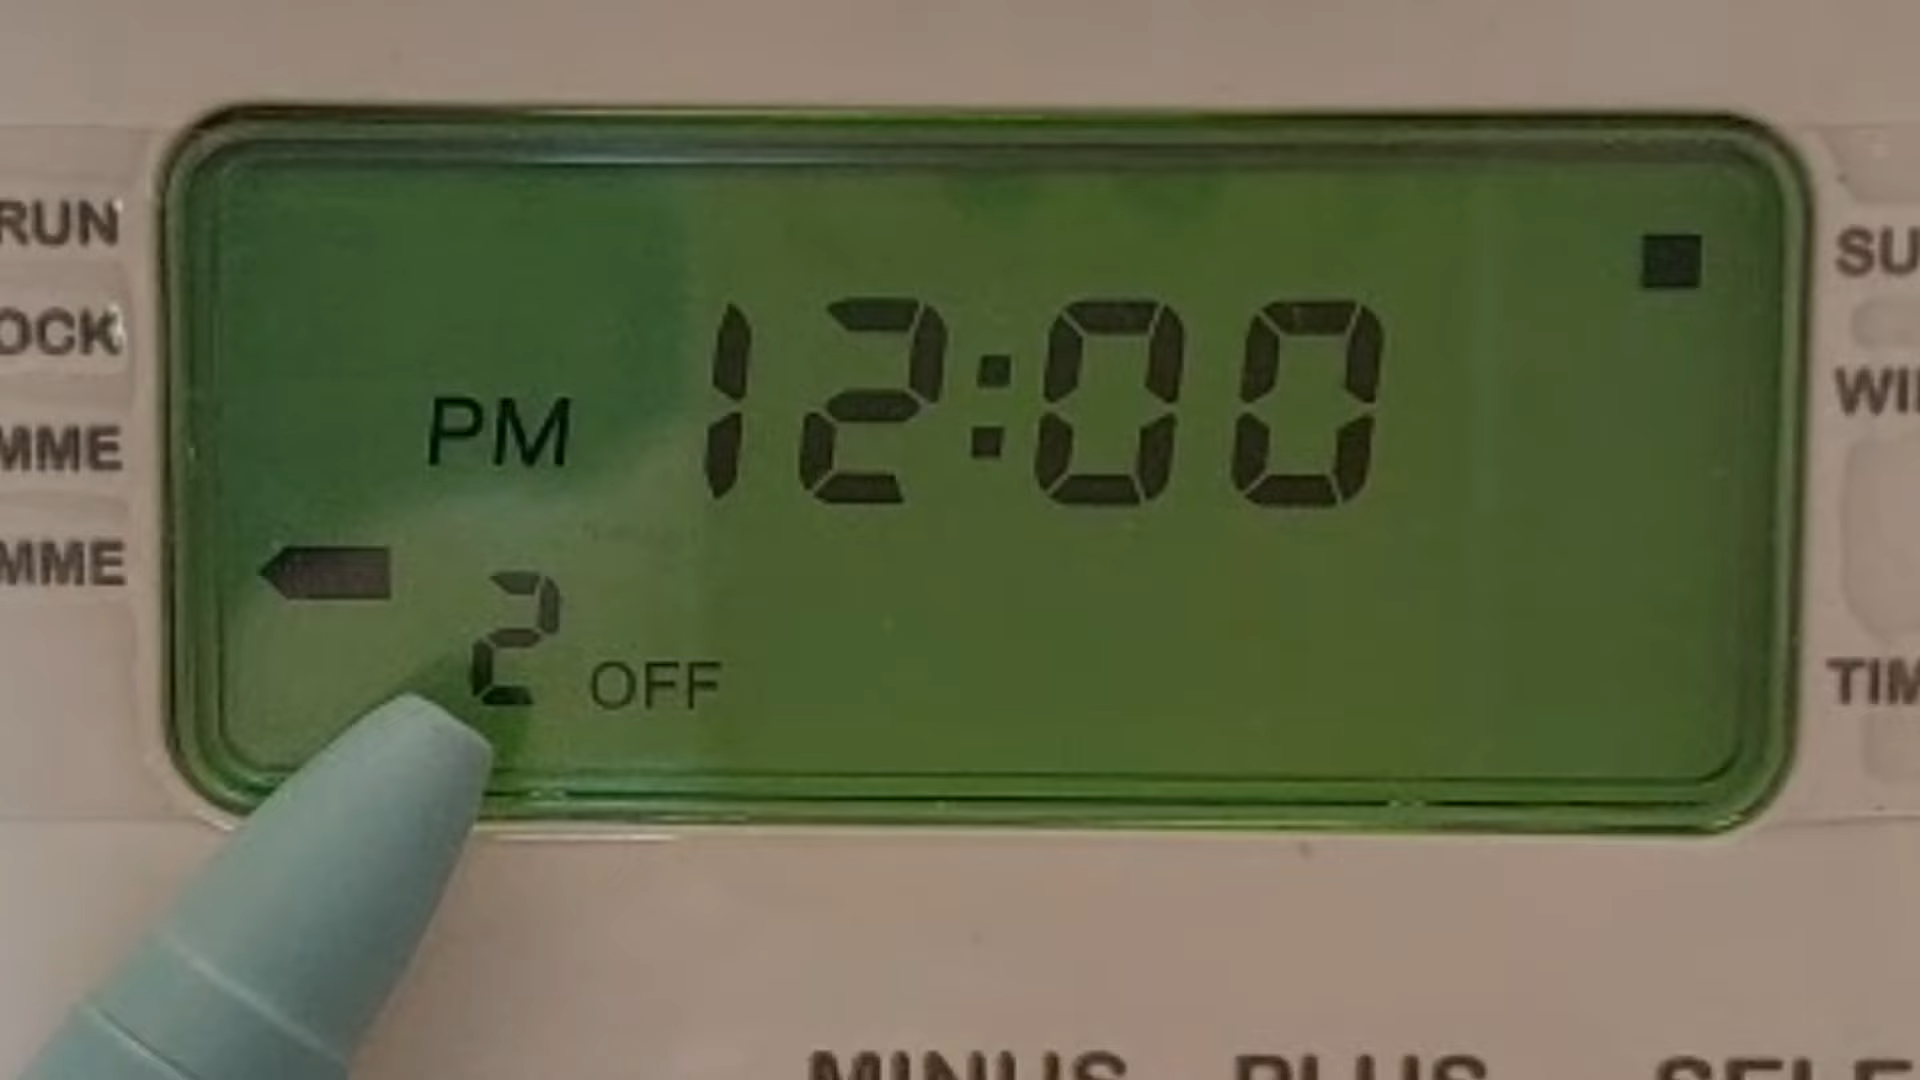 RUN
OCK
MME
MME
PM 12:00
2 OFF
SU
WI
TIM
MINUS PLUS SELE